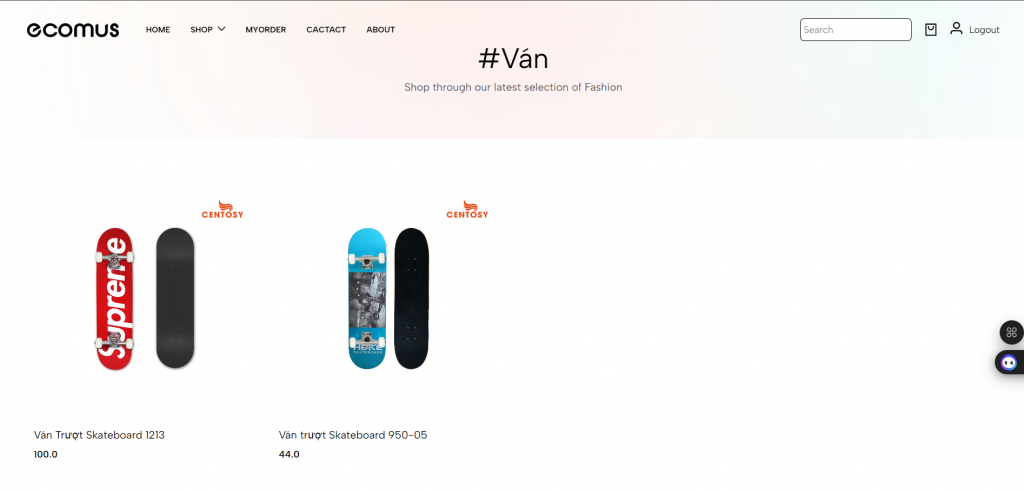 ecomus
HOME SHOP MYORDER CACTACT ABOUT
Search
Logout
#Ván
Shop through our latest selection of Fashion
CENTOSY
CENTOSY
Supreme
SKATEBOARD
Ván Trượt Skateboard 1213
Ván trượt Skateboard 950-05
100.0
44.0